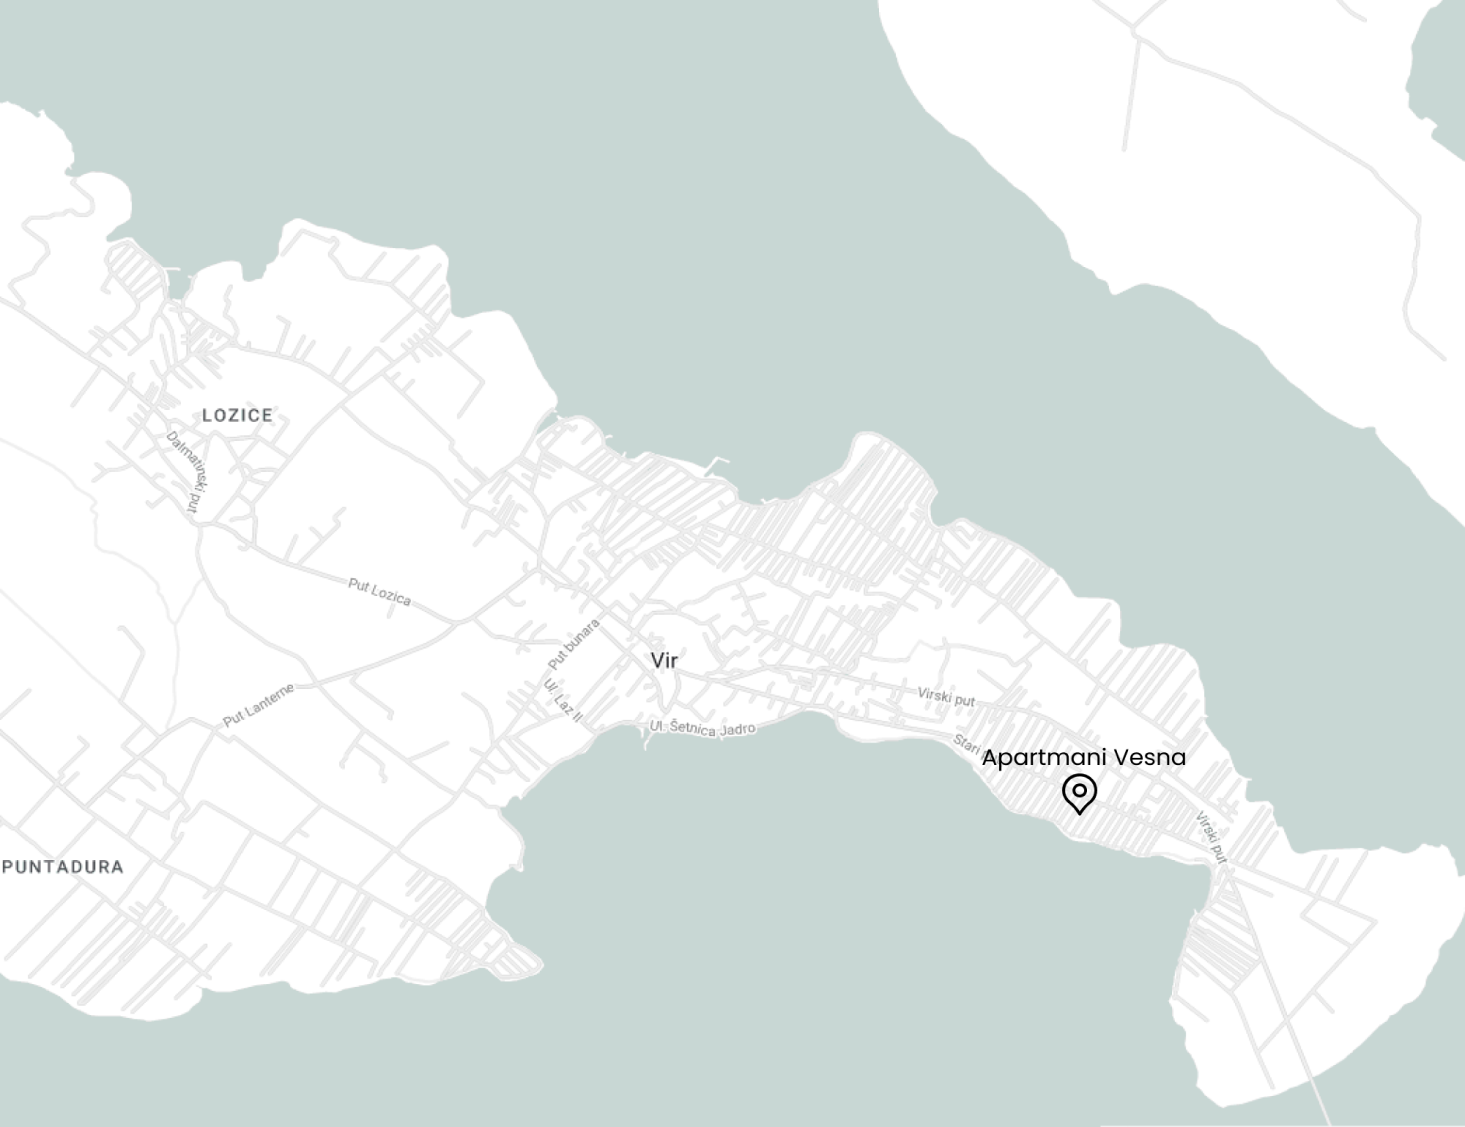 LOZICE
Dalmatinski put
Put Lozica
Put bunara
Vir
Ul. Laz II
Put Lanterne
Virski put
Ul. Šetnica Jadro
Stari
Apartmani Vesna
Virski put
PUNTADURA